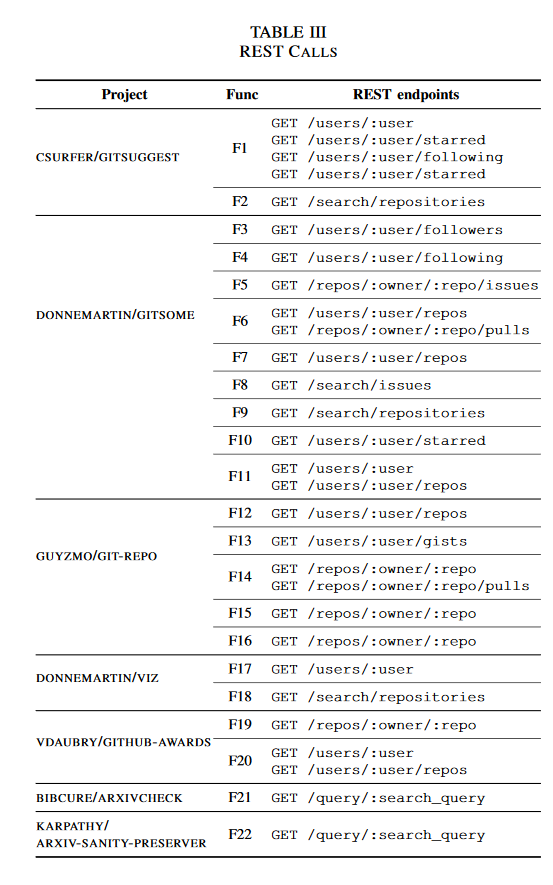 TABLE III
REST CALLS
Project Func REST endpoints
CSURFER/GITSUGGEST F1 GET /users/:user
GET /users/:user/starred
GET /users/:user/following
GET /users/:user/starred
F2 GET /search/repositories
DONNEMARTIN/GITSOME F3 GET /users/:user/followers
F4 GET /users/:user/following
F5 GET /repos/:owner/:repo/issues
F6 GET /users/:user/repos
GET /repos/:owner/:repo/pulls
F7 GET /users/:user/repos
F8 GET /search/issues
F9 GET /search/repositories
F10 GET /users/:user/starred
F11 GET /users/:user
GET /users/:user/repos
GUYZMO/GIT-REPO F12 GET /users/:user/repos
F13 GET /users/:user/gists
F14 GET /repos/:owner/:repo
GET /repos/:owner/:repo/pulls
F15 GET /repos/:owner/:repo
F16 GET /repos/:owner/:repo
DONNEMARTIN/VIZ F17 GET /users/:user
F18 GET /search/repositories
VDAUBRY/GITHUB-AWARDS F19 GET /repos/:owner/:repo
F20 GET /users/:user
GET /users/:user/repos
BIBCURE/ARXIVCHECK F21 GET /query/:search_query
KARPATHY/
ARXIV-SANITY-PRESERVER F22 GET /query/:search_query